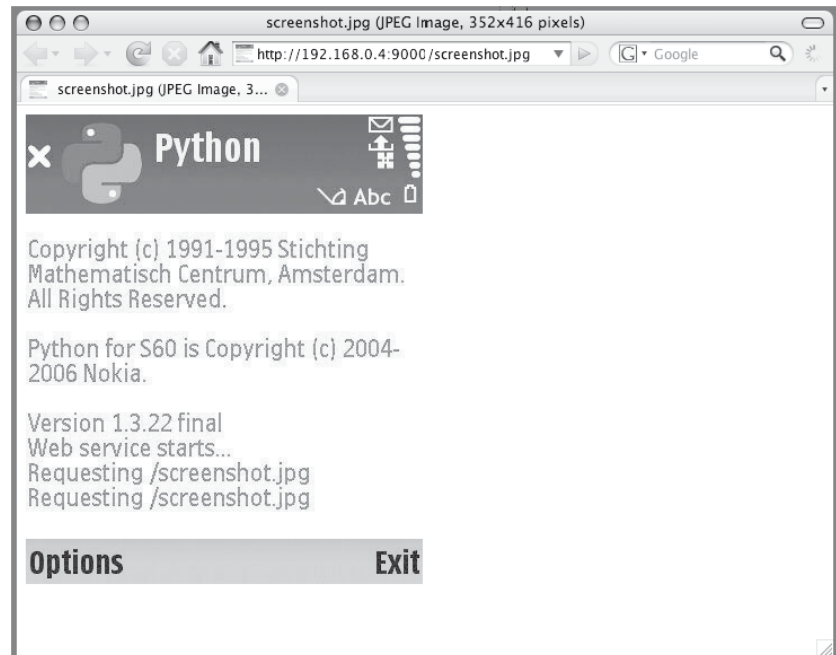 screenshot.jpg (JPEG Image, 352x416 pixels)
http://192.168.0.4:9000/screenshot.jpg
G Google
screenshot.jpg (JPEG Image, 3...
Python
Abc
Copyright (c) 1991-1995 Stichting
Mathematisch Centrum, Amsterdam.
All Rights Reserved.
Python for S60 is Copyright (c) 2004-
2006 Nokia.
Version 1.3.22 final
Web service starts...
Requesting /screenshot.jpg
Requesting /screenshot.jpg
Options Exit